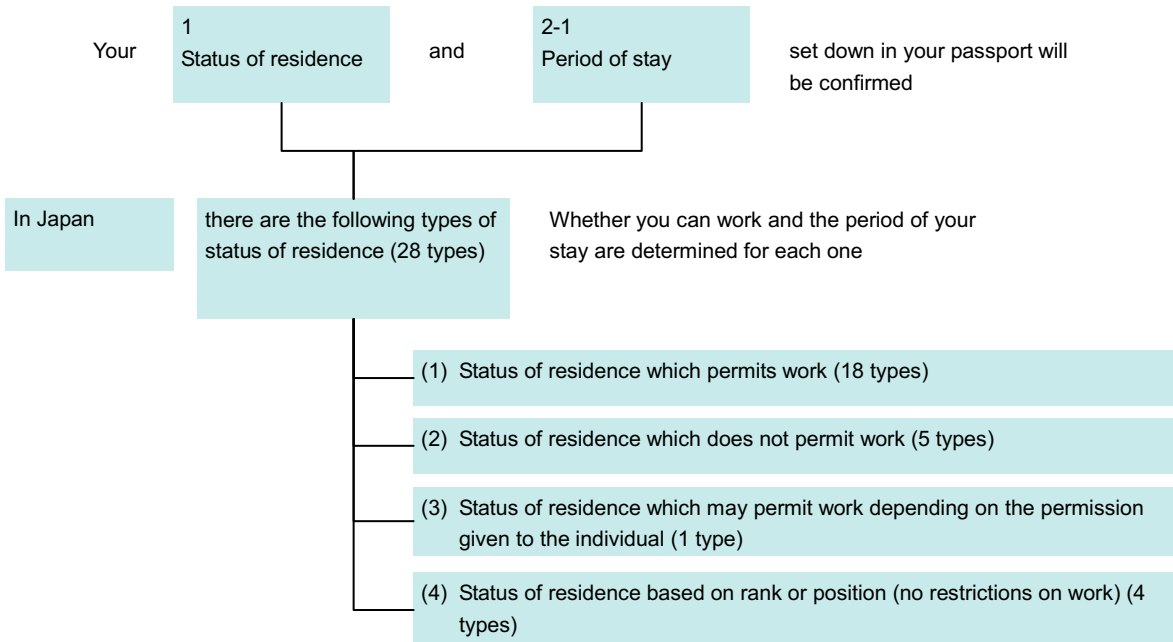 Your
1
Status of residence
and
2-1
Period of stay
set down in your passport will
be confirmed
In Japan
there are the following types of
status of residence (28 types)
Whether you can work and the period of your
stay are determined for each one
(1) Status of residence which permits work (18 types)
(2) Status of residence which does not permit work (5 types)
(3) Status of residence which may permit work depending on the permission
given to the individual (1 type)
(4) Status of residence based on rank or position (no restrictions on work) (4
types)